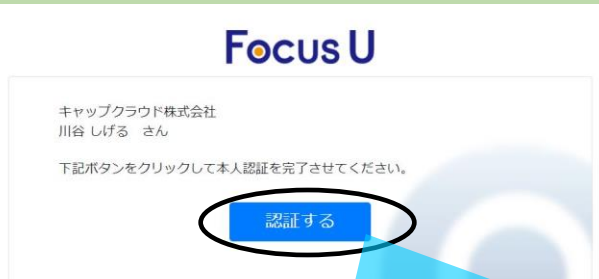 Focus U
キャップクラウド株式会社
川谷 しげる　さん
下記ボタンをクリックして本人認証を完了させてください。
認証する